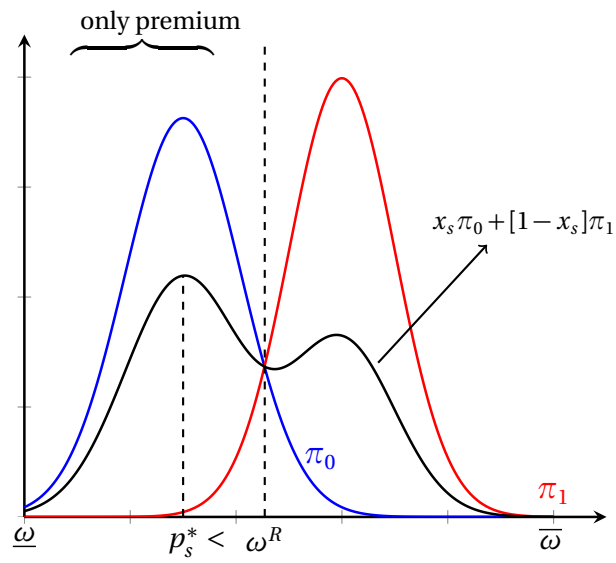 only premium
x_s π_0 + [1 − x_s]π_1
π_0
π_1
ω̲ p_s^* < ω^R ω̅